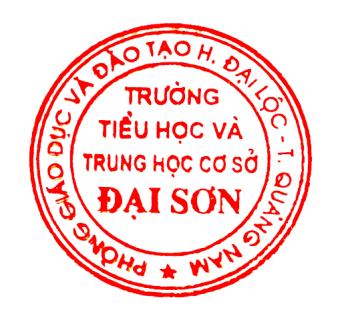 PHÒNG GIÁO DỤC VÀ ĐÀO TẠO H. ĐẠI LỘC - T. QUẢNG NAM ★
TRƯỜNG
TIỂU HỌC VÀ
TRUNG HỌC CƠ SỞ
ĐẠI SƠN